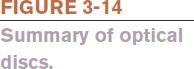 FIGURE 3-14
Summary of optical
discs.